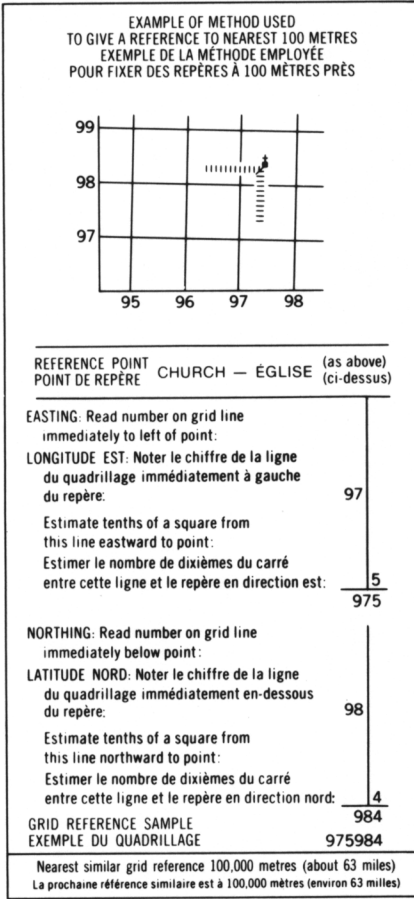 EXAMPLE OF METHOD USED
TO GIVE A REFERENCE TO NEAREST 100 METRES
EXEMPLE DE LA MÉTHODE EMPLOYÉE
POUR FIXER DES REPÈRES À 100 MÈTRES PRÈS
99
98
97
95 96 97 98
REFERENCE POINT CHURCH — ÉGLISE (as above)
POINT DE REPÈRE (ci-dessus)
EASTING: Read number on grid line
immediately to left of point:
LONGITUDE EST: Noter le chiffre de la ligne
du quadrillage immédiatement à gauche
du repère: 97
Estimate tenths of a square from
this line eastward to point:
Estimer le nombre de dixièmes du carré
entre cette ligne et le repère en direction est: 5
975
NORTHING: Read number on grid line
immediately below point:
LATITUDE NORD: Noter le chiffre de la ligne
du quadrillage immédiatement en-dessous
du repère: 98
Estimate tenths of a square from
this line northward to point:
Estimer le nombre de dixièmes du carré
entre cette ligne et le repère en direction nord: 4
GRID REFERENCE SAMPLE 984
EXEMPLE DU QUADRILLAGE 975984
Nearest similar grid reference 100,000 metres (about 63 miles)
La prochaine référence similaire est à 100,000 mètres (environ 63 milles)